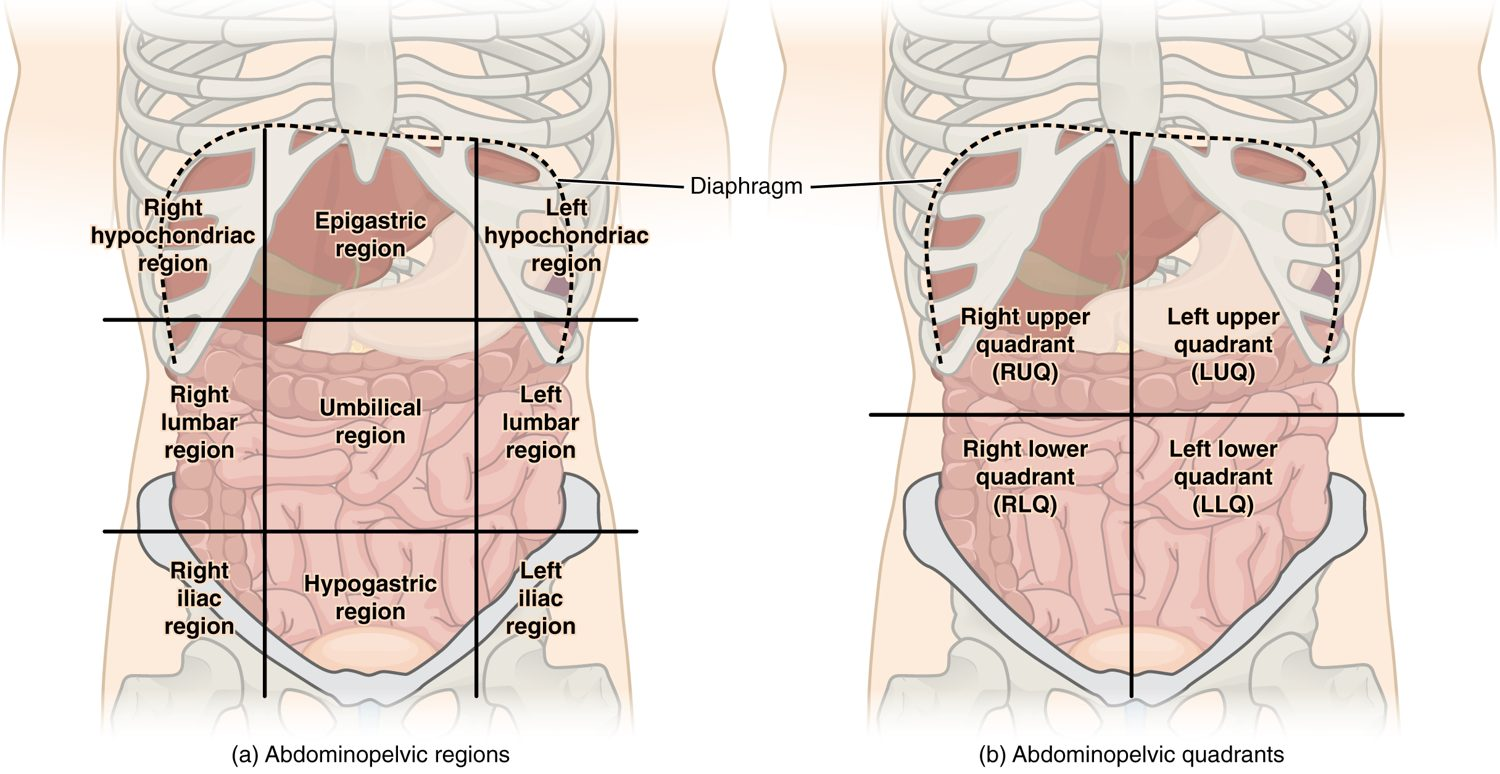 Diaphragm
Right
hypochondriac
region
Epigastric
region
Left
hypochondriac
region
Right
lumbar
region
Umbilical
region
Left
lumbar
region
Right
iliac
region
Hypogastric
region
Left
iliac
region
(a) Abdominopelvic regions
Right upper
quadrant
(RUQ)
Left upper
quadrant
(LUQ)
Right lower
quadrant
(RLQ)
Left lower
quadrant
(LLQ)
(b) Abdominopelvic quadrants